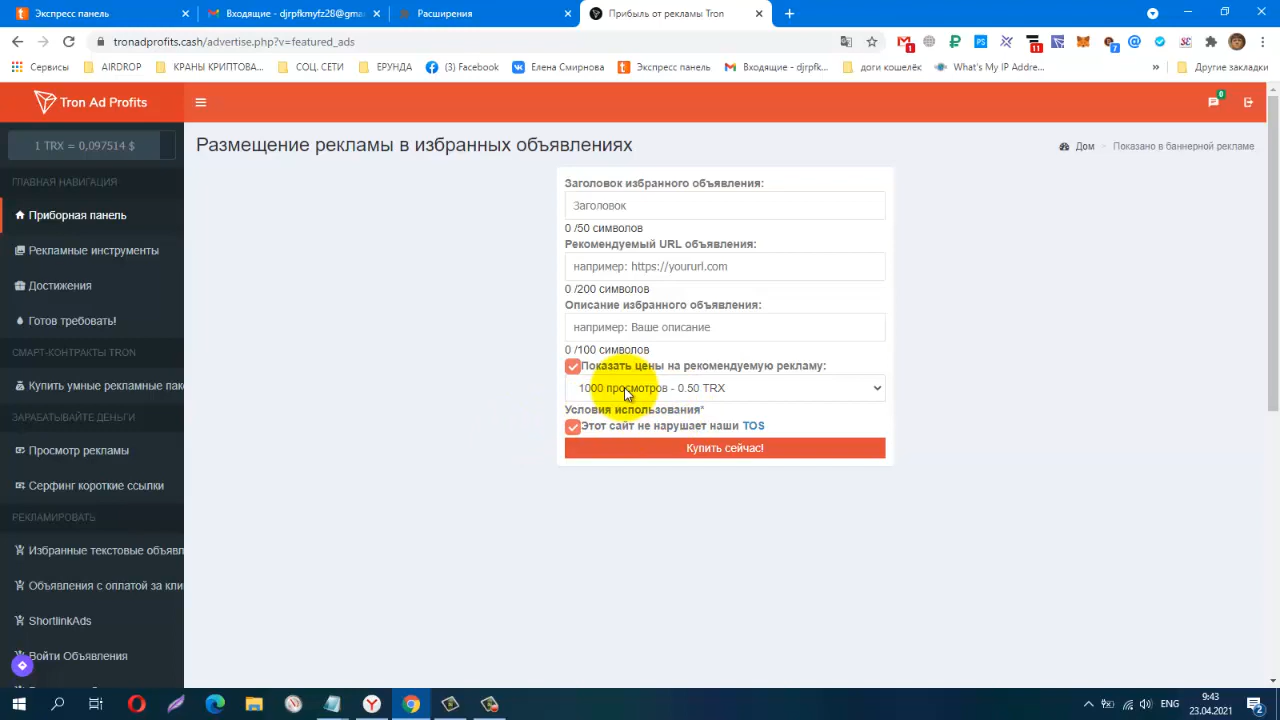 Экспресс панель
Входящие - djrpfkmyfz28@gma
Расширения
Прибыль от рекламы Tron
tronadprofits.cash/advertise.php?v=featured_ads
1
11
7
Сервисы
AIRDROP
КРАНЫ КРИПТОВА...
СОЦ. СЕТИ
ЕРУНДА
(3) Facebook
Елена Смирнова
Экспресс панель
Входящие - djrpfk...
доги кошелёк
What's My IP Addre...
»
Другие закладки
Tron Ad Profits
0
1 TRX = 0,097514 $
ГЛАВНАЯ НАВИГАЦИЯ
Приборная панель
Рекламные инструменты
Достижения
Готов требовать!
СМАРТ-КОНТРАКТЫ TRON
Купить умные рекламные паке
ЗАРАБАТЫВАЙТЕ ДЕНЬГИ
Просмотр рекламы
Серфинг короткие ссылки
РЕКЛАМИРОВАТЬ
Избранные текстовые объявл
Объявления с оплатой за кли
ShortlinkAds
Войти Объявления
Размещение рекламы в избранных объявлениях
Дом
Показано в баннерной рекламе
Заголовок избранного объявления:
Заголовок
0 /50 символов
Рекомендуемый URL объявления:
например: https://yoururl.com
0 /200 символов
Описание избранного объявления:
например: Ваше описание
0 /100 символов
Показать цены на рекомендуемую рекламу:
1000 просмотров - 0.50 TRX
Условия использования*
Этот сайт не нарушает наши TOS
Купить сейчас!
ENG
9:43
23.04.2021
2